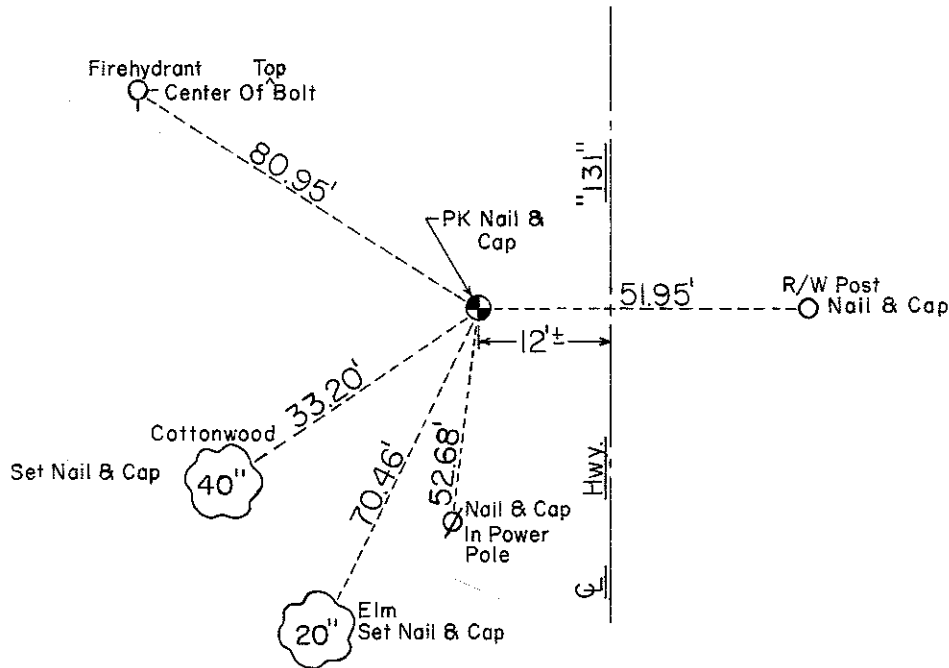 Firehydrant Top
Center Of ^ Bolt
80.95'
"131"
PK Nail &
Cap
51.95'
R/W Post
Nail & Cap
12'±
33.20'
Cottonwood
Set Nail & Cap
40"
70.46'
52.68'
Nail & Cap
In Power
Pole
Hwy.
℄
Elm
Set Nail & Cap
20"